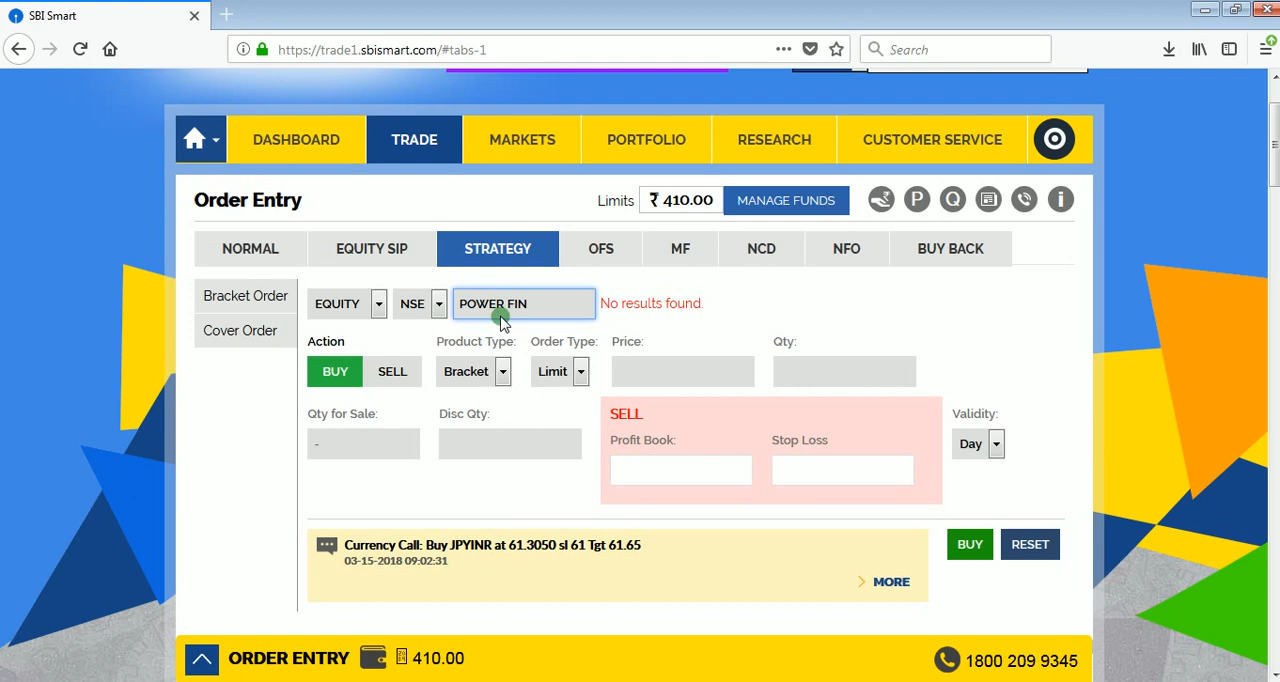 SBI Smart
https://trade1.sbismart.com/#tabs-1
Search
DASHBOARD TRADE MARKETS PORTFOLIO RESEARCH CUSTOMER SERVICE
Order Entry
Limits ₹ 410.00 MANAGE FUNDS P Q i
NORMAL EQUITY SIP STRATEGY OFS MF NCD NFO BUY BACK
Bracket Order
Cover Order
EQUITY NSE POWER FIN No results found.
Action Product Type: Order Type: Price: Qty:
BUY SELL Bracket Limit
Qty for Sale: Disc Qty: SELL Validity:
Profit Book: Stop Loss
- Day
Currency Call: Buy JPYINR at 61.3050 sl 61 Tgt 61.65
03-15-2018 09:02:31
MORE
BUY RESET
ORDER ENTRY 410.00 1800 209 9345